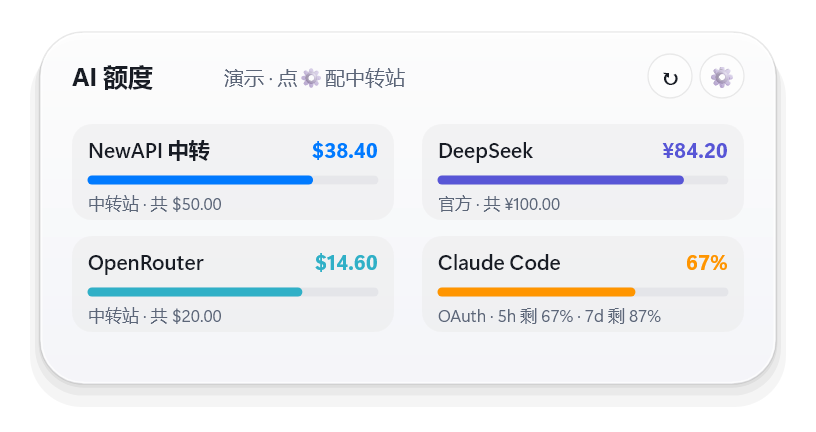 AI 额度
演示 · 点 ⚙ 配中转站
↻
NewAPI 中转
$38.40
中转站 · 共 $50.00
DeepSeek
¥84.20
官方 · 共 ¥100.00
OpenRouter
$14.60
中转站 · 共 $20.00
Claude Code
67%
OAuth · 5h 剩 67% · 7d 剩 87%